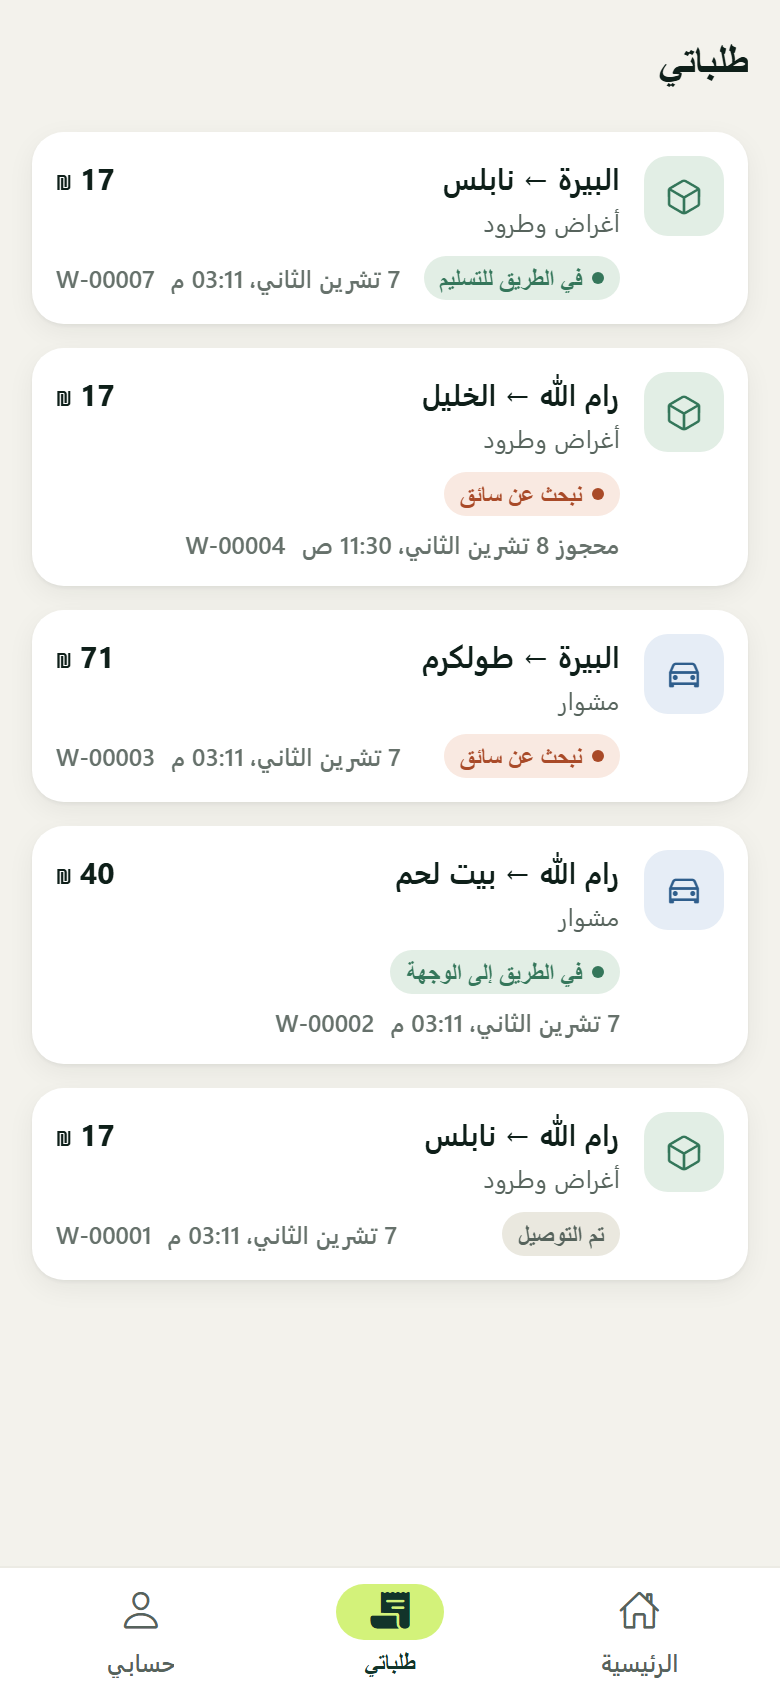 طلباتي
البيرة ← نابلس
17 ₪
أغراض وطرود
في الطريق للتسليم
7 تشرين الثاني، 03:11 م
W-00007
رام الله ← الخليل
17 ₪
أغراض وطرود
نبحث عن سائق
محجوز 8 تشرين الثاني، 11:30 ص
W-00004
البيرة ← طولكرم
71 ₪
مشوار
نبحث عن سائق
7 تشرين الثاني، 03:11 م
W-00003
رام الله ← بيت لحم
40 ₪
مشوار
في الطريق إلى الوجهة
7 تشرين الثاني، 03:11 م
W-00002
رام الله ← نابلس
17 ₪
أغراض وطرود
تم التوصيل
7 تشرين الثاني، 03:11 م
W-00001
الرئيسية
طلباتي
حسابي